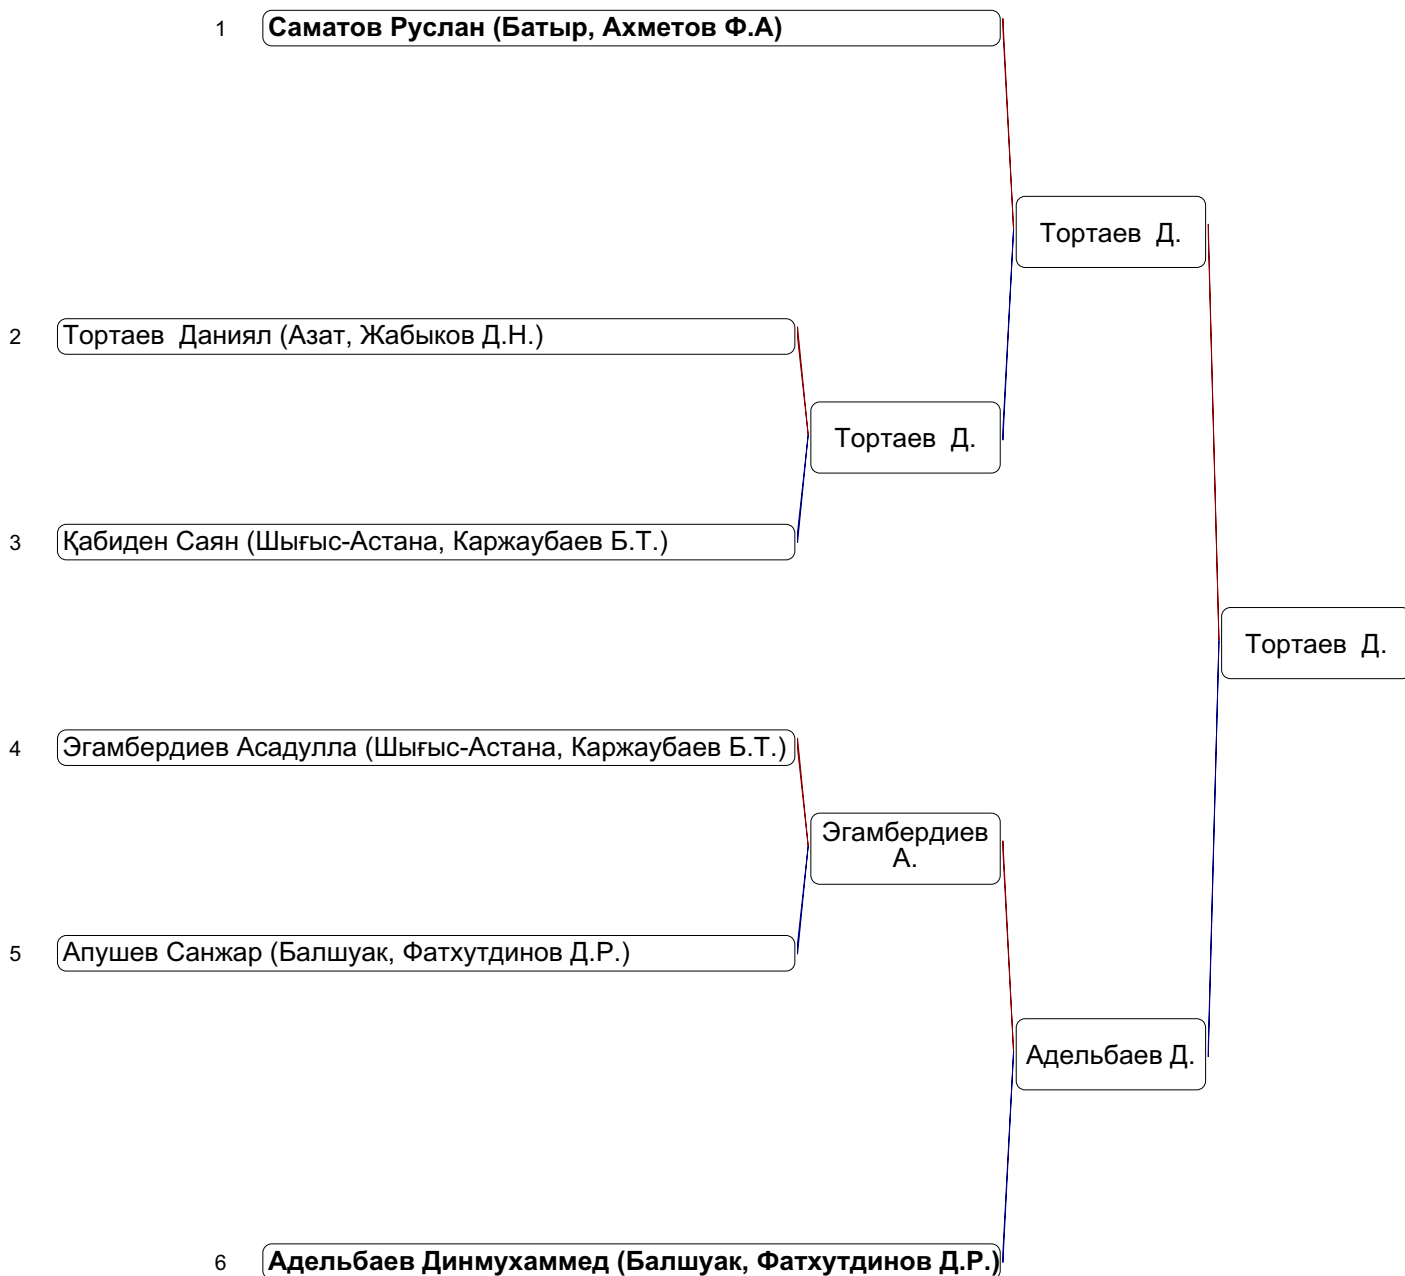 1 Саматов Руслан (Батыр, Ахметов Ф.А)
Тортаев Д.
2 Тортаев Даниял (Азат, Жабыков Д.Н.)
Тортаев Д.
3 Қабиден Саян (Шығыс-Астана, Каржаубаев Б.Т.)
Тортаев Д.
4 Эгамбердиев Асадулла (Шығыс-Астана, Каржаубаев Б.Т.)
Эгамбердиев
А.
5 Апушев Санжар (Балшуак, Фатхутдинов Д.Р.)
Адельбаев Д.
6 Адельбаев Динмухаммед (Балшуак, Фатхутдинов Д.Р.)